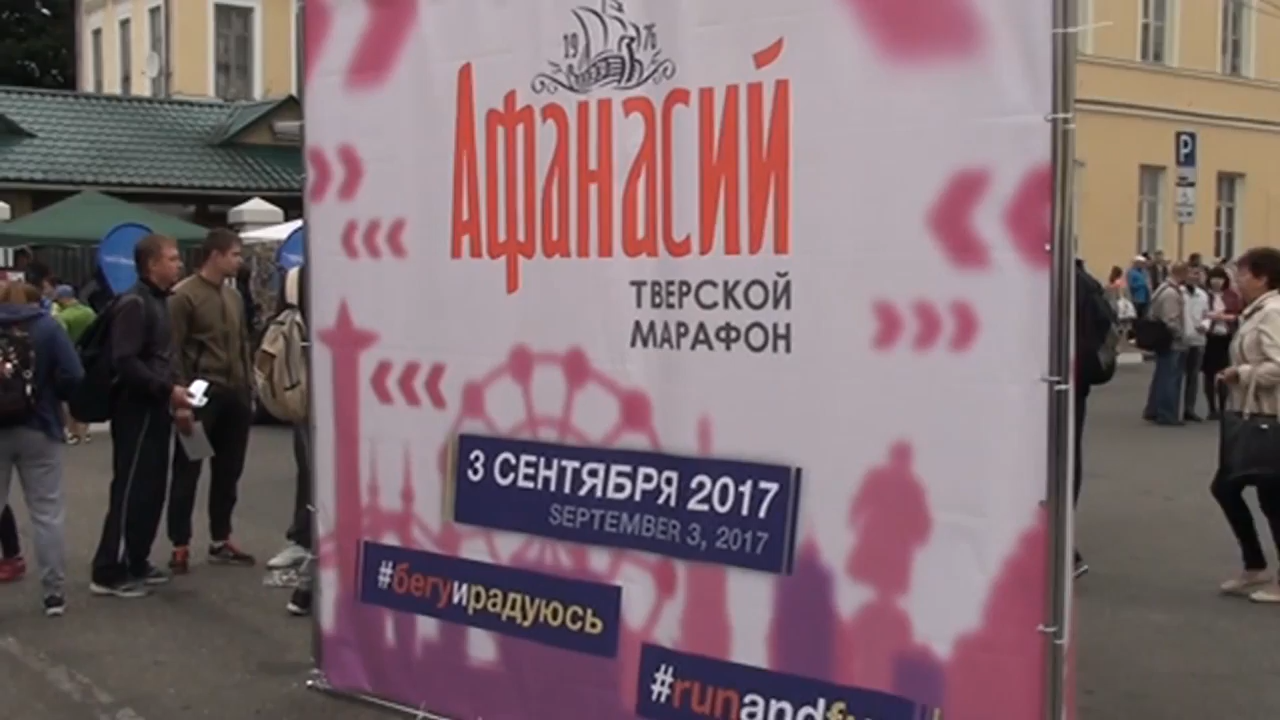 1976
Афанасий
ТВЕРСКОЙ
МАРАФОН
3 СЕНТЯБРЯ 2017
SEPTEMBER 3, 2017
#бегуирадуюсь
P